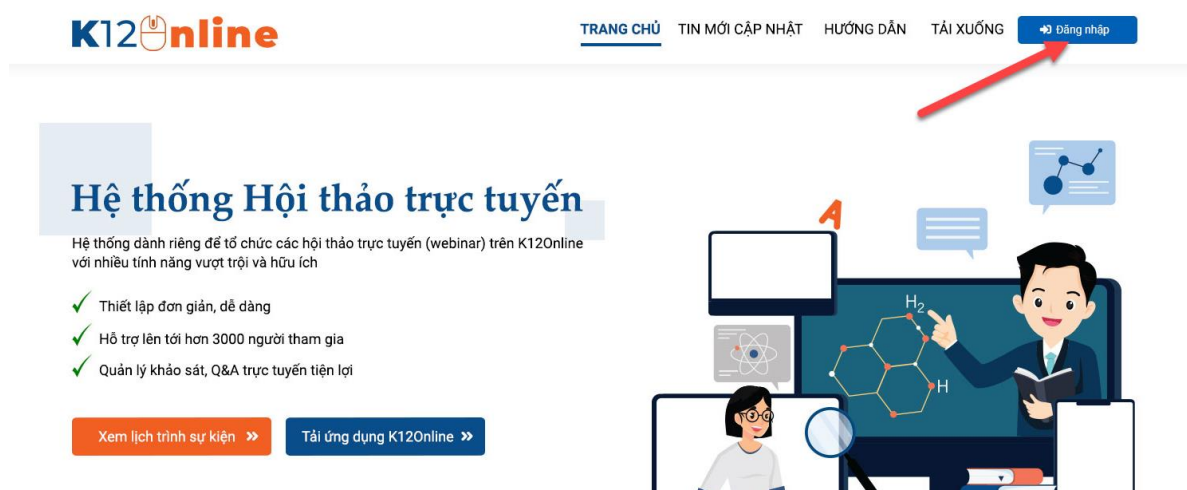 K12Online
TRANG CHỦ TIN MỚI CẬP NHẬT HƯỚNG DẪN TẢI XUỐNG Đăng nhập
Hệ thống Hội thảo trực tuyến
Hệ thống dành riêng để tổ chức các hội thảo trực tuyến (webinar) trên K12Online
với nhiều tính năng vượt trội và hữu ích
Thiết lập đơn giản, dễ dàng
Hỗ trợ lên tới hơn 3000 người tham gia
Quản lý khảo sát, Q&A trực tuyến tiện lợi
Xem lịch trình sự kiện Tải ứng dụng K12Online
A
H2
H